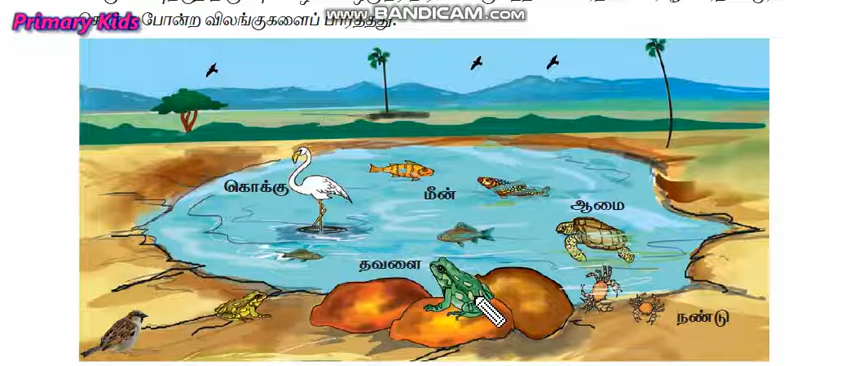 www.BANDICAM.com
Primary Kids
போன்ற விலங்குகளைப் பார்த்தது.
கொக்கு
மீன்
ஆமை
தவளை
நண்டு